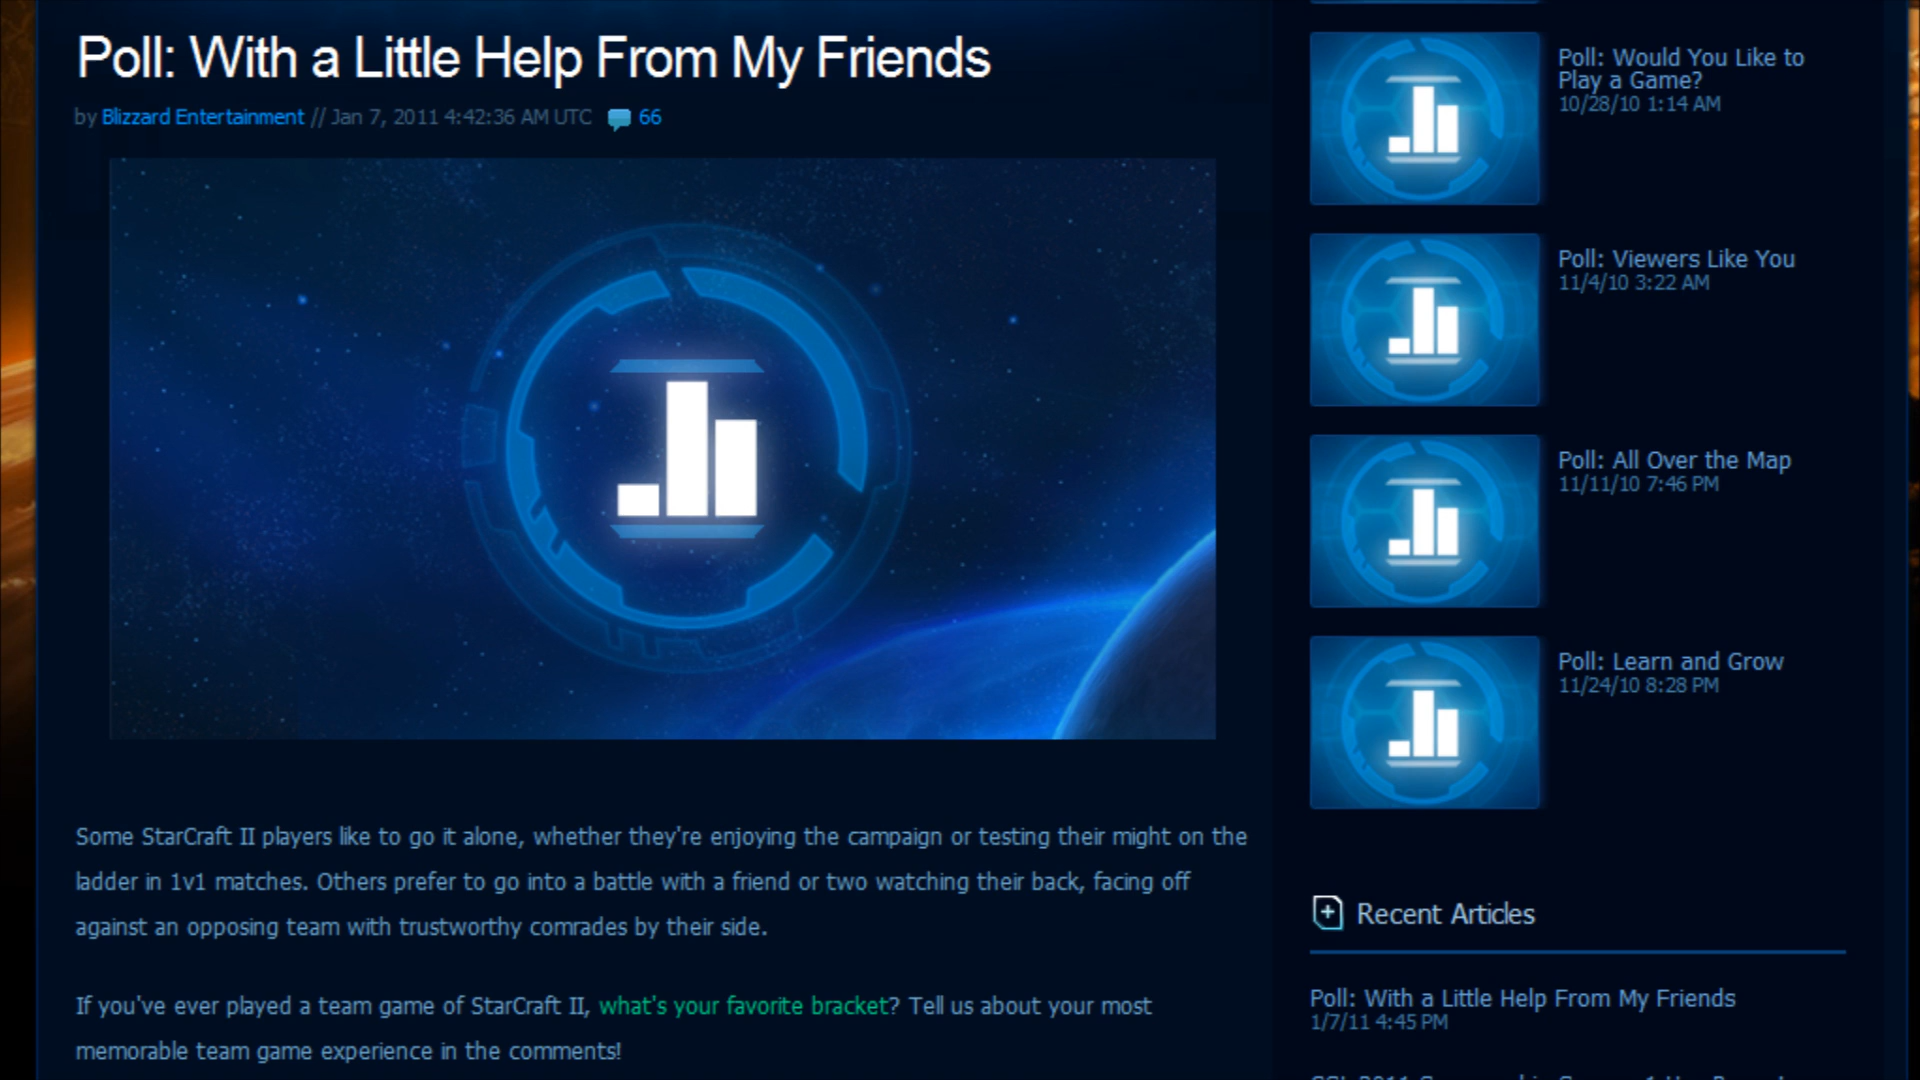 Poll: With a Little Help From My Friends
by Blizzard Entertainment // Jan 7, 2011 4:42:36 AM UTC 66
Some StarCraft II players like to go it alone, whether they're enjoying the campaign or testing their might on the
ladder in 1v1 matches. Others prefer to go into a battle with a friend or two watching their back, facing off
against an opposing team with trustworthy comrades by their side.
If you've ever played a team game of StarCraft II, what's your favorite bracket? Tell us about your most
memorable team game experience in the comments!
Poll: Would You Like to
Play a Game?
10/28/10 1:14 AM
Poll: Viewers Like You
11/4/10 3:22 AM
Poll: All Over the Map
11/11/10 7:46 PM
Poll: Learn and Grow
11/24/10 8:28 PM
Recent Articles
Poll: With a Little Help From My Friends
1/7/11 4:45 PM